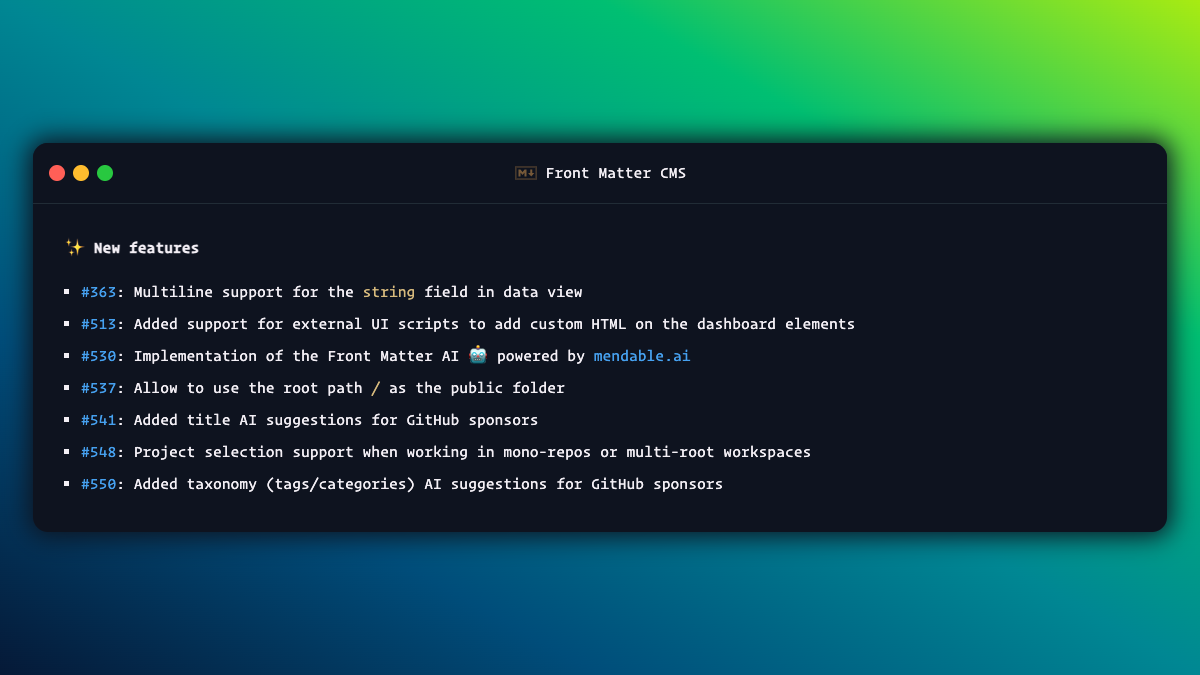 M↓ Front Matter CMS
✨ New features
▪ #363: Multiline support for the string field in data view
▪ #513: Added support for external UI scripts to add custom HTML on the dashboard elements
▪ #530: Implementation of the Front Matter AI 🤖 powered by mendable.ai
▪ #537: Allow to use the root path / as the public folder
▪ #541: Added title AI suggestions for GitHub sponsors
▪ #548: Project selection support when working in mono-repos or multi-root workspaces
▪ #550: Added taxonomy (tags/categories) AI suggestions for GitHub sponsors